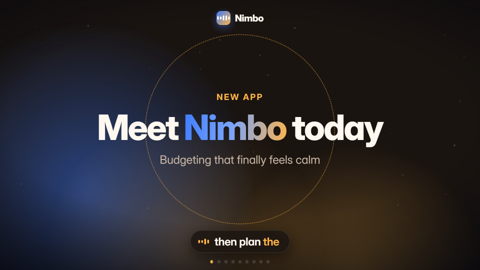 Nimbo
NEW APP
Meet Nimbo today
Budgeting that finally feels calm
then plan the